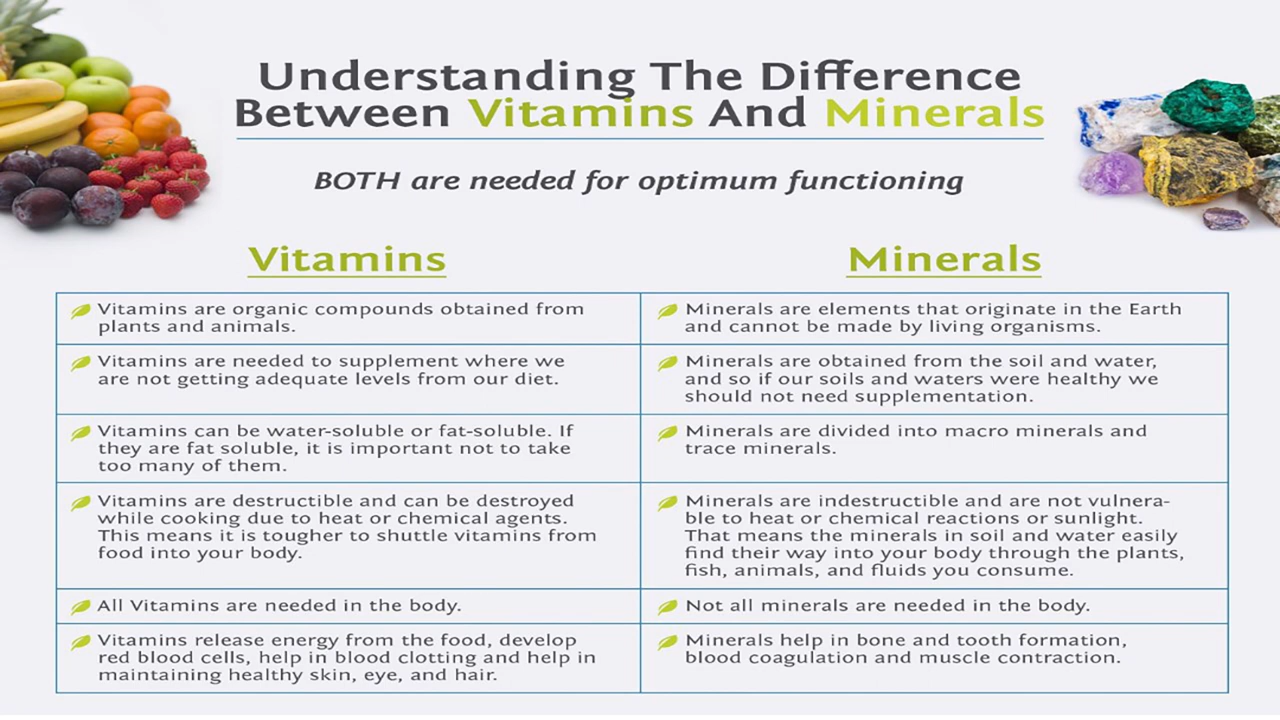 Understanding The Difference
Between Vitamins And Minerals
BOTH are needed for optimum functioning
Vitamins
Minerals
Vitamins are organic compounds obtained from
plants and animals.
Minerals are elements that originate in the Earth
and cannot be made by living organisms.
Vitamins are needed to supplement where we
are not getting adequate levels from our diet.
Minerals are obtained from the soil and water,
and so if our soils and waters were healthy we
should not need supplementation.
Vitamins can be water-soluble or fat-soluble. If
they are fat soluble, it is important not to take
too many of them.
Minerals are divided into macro minerals and
trace minerals.
Vitamins are destructible and can be destroyed
while cooking due to heat or chemical agents.
This means it is tougher to shuttle vitamins from
food into your body.
Minerals are indestructible and are not vulnera-
ble to heat or chemical reactions or sunlight.
That means the minerals in soil and water easily
find their way into your body through the plants,
fish, animals, and fluids you consume.
All Vitamins are needed in the body.
Not all minerals are needed in the body.
Vitamins release energy from the food, develop
red blood cells, help in blood clotting and help in
maintaining healthy skin, eye, and hair.
Minerals help in bone and tooth formation,
blood coagulation and muscle contraction.